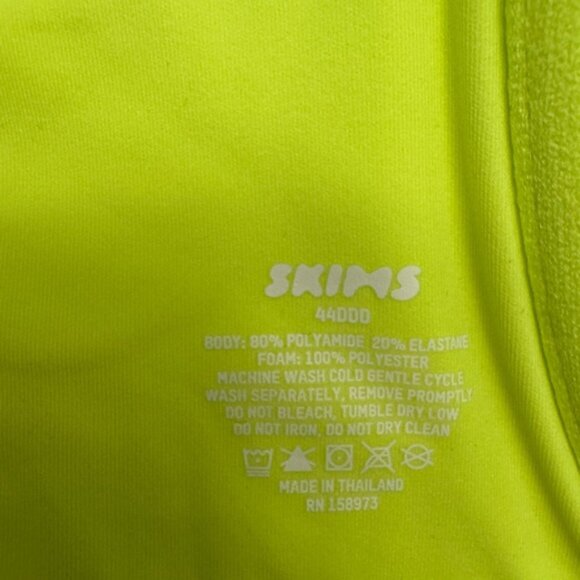 SKIMS
44DDD
BODY: 80% POLYAMIDE 20% ELASTANE
FOAM: 100% POLYESTER
MACHINE WASH COLD GENTLE CYCLE
WASH SEPARATELY, REMOVE PROMPTLY
DO NOT BLEACH, TUMBLE DRY LOW
DO NOT IRON, DO NOT DRY CLEAN
MADE IN THAILAND
RN 158973